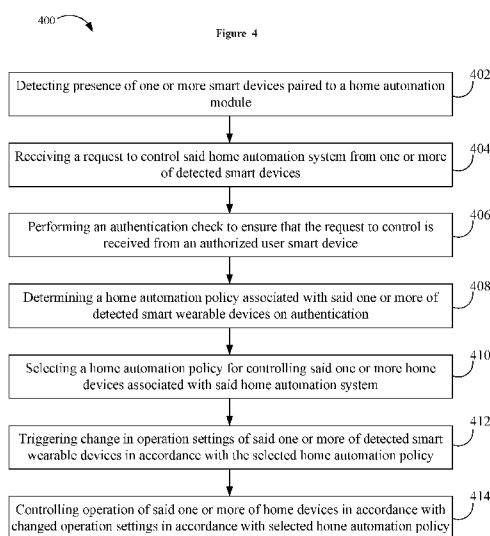 400
Figure 4
Detecting presence of one or more smart devices paired to a home automation
module
402
Receiving a request to control said home automation system from one or more
of detected smart devices
404
Performing an authentication check to ensure that the request to control is
received from an authorized user smart device
406
Determining a home automation policy associated with said one or more of
detected smart wearable devices on authentication
408
Selecting a home automation policy for controlling said one or more home
devices associated with said home automation system
410
Triggering change in operation settings of said one or more of detected smart
wearable devices in accordance with the selected home automation policy
412
Controlling operation of said one or more of home devices in accordance with
changed operation settings in accordance with selected home automation policy
414